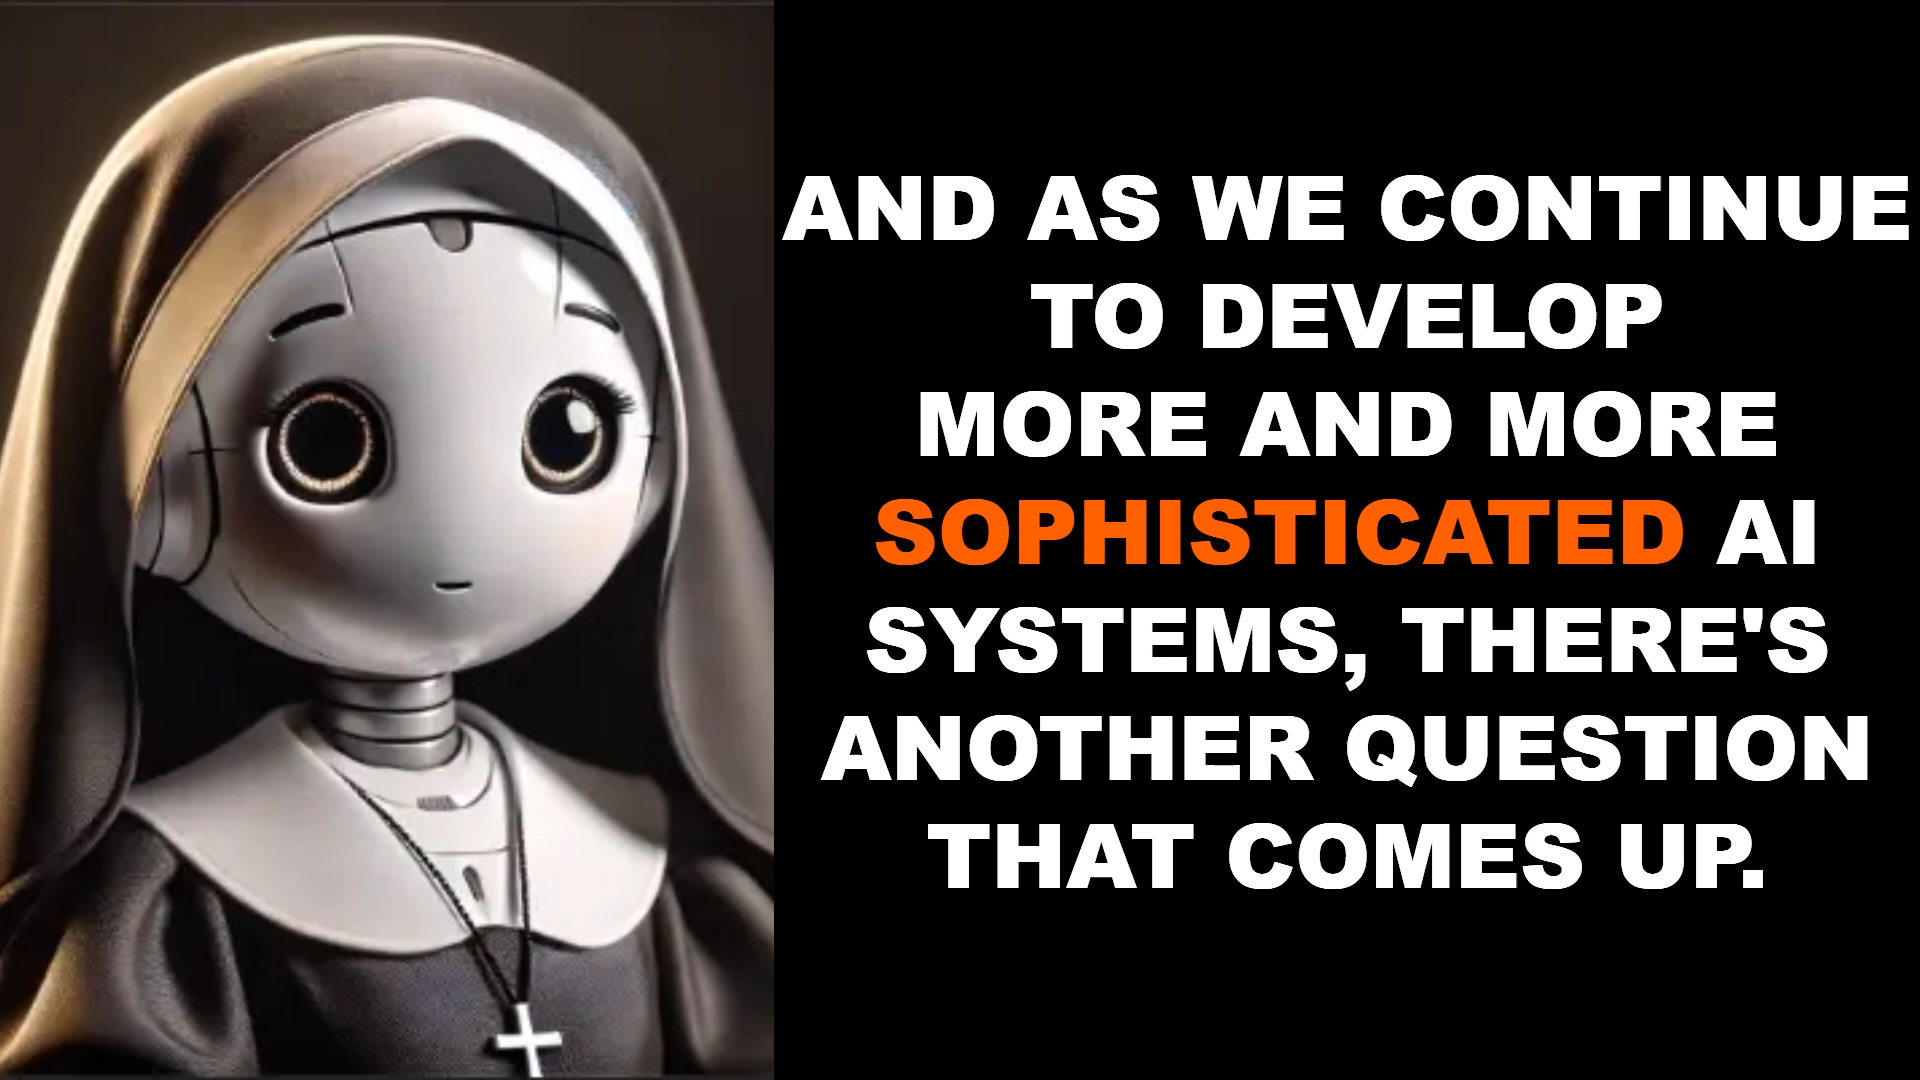 AND AS WE CONTINUE
TO DEVELOP
MORE AND MORE
SOPHISTICATED AI
SYSTEMS, THERE'S
ANOTHER QUESTION
THAT COMES UP.